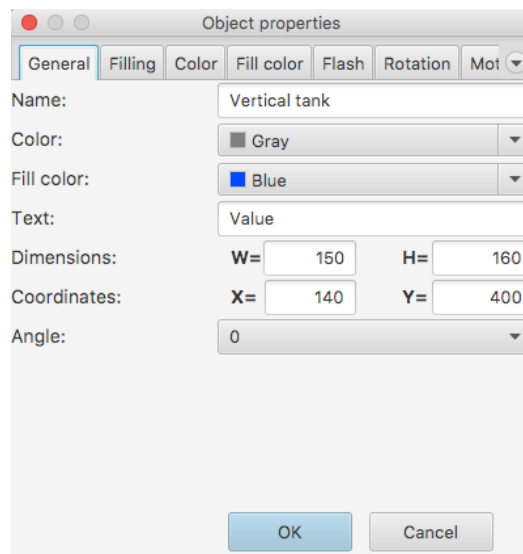 Object properties
General Filling Color Fill color Flash Rotation Mot
Name: Vertical tank
Color: Gray
Fill color: Blue
Text: Value
Dimensions: W= 150 H= 160
Coordinates: X= 140 Y= 400
Angle: 0
OK Cancel